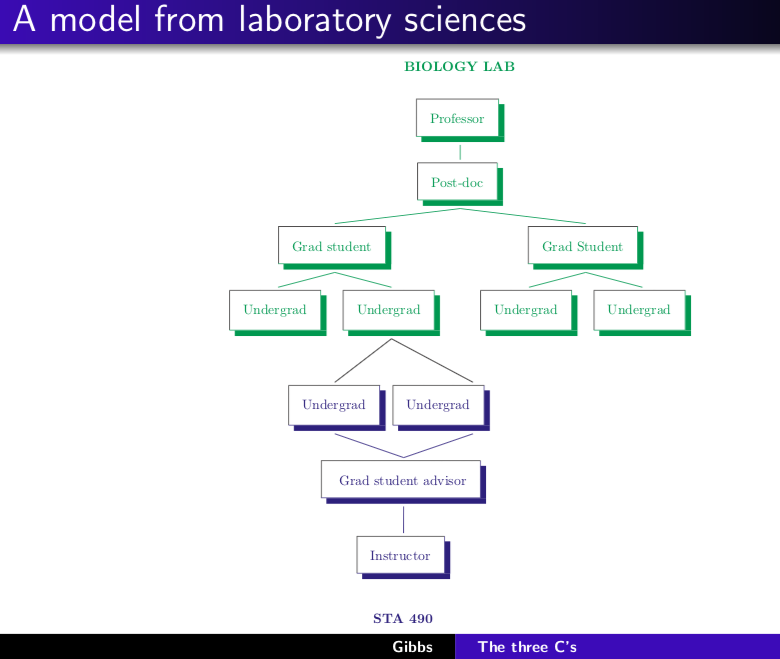 A model from laboratory sciences
BIOLOGY LAB
Professor
Post-doc
Grad student Grad Student
Undergrad Undergrad Undergrad Undergrad
Undergrad Undergrad
Grad student advisor
Instructor
STA 490
Gibbs The three C's